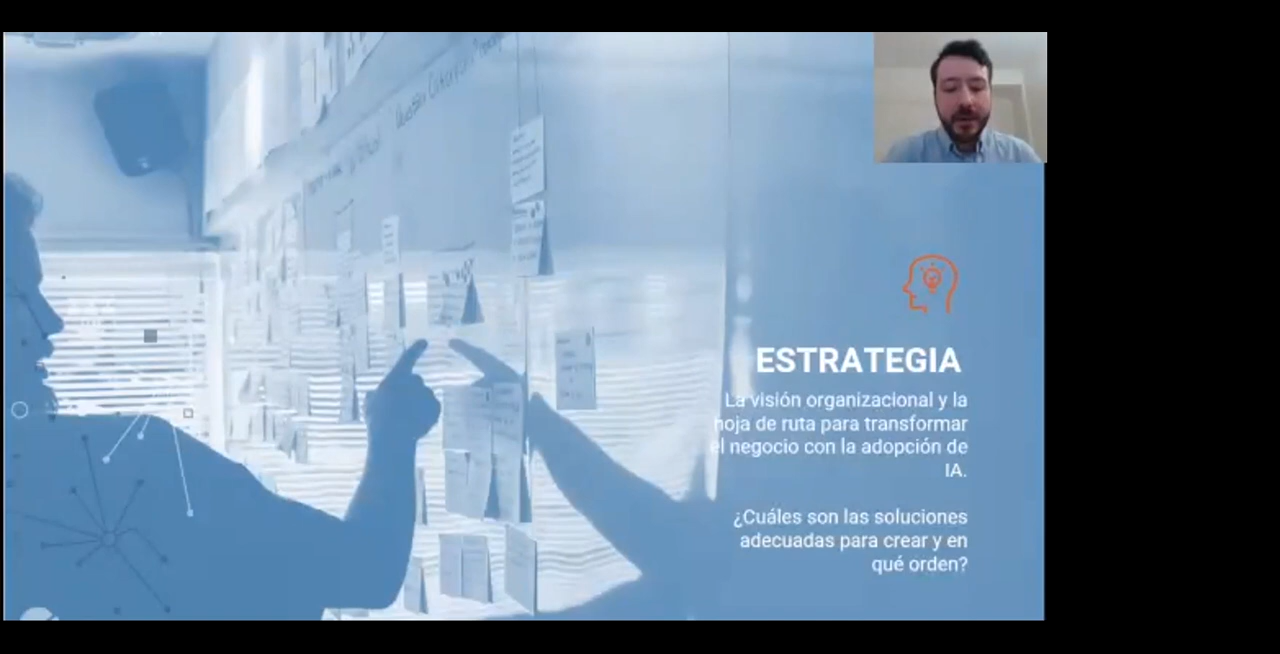 ESTRATEGIA
La visión organizacional y la
hoja de ruta para transformar
el negocio con la adopción de
IA.
¿Cuáles son las soluciones
adecuadas para crear y en
qué orden?